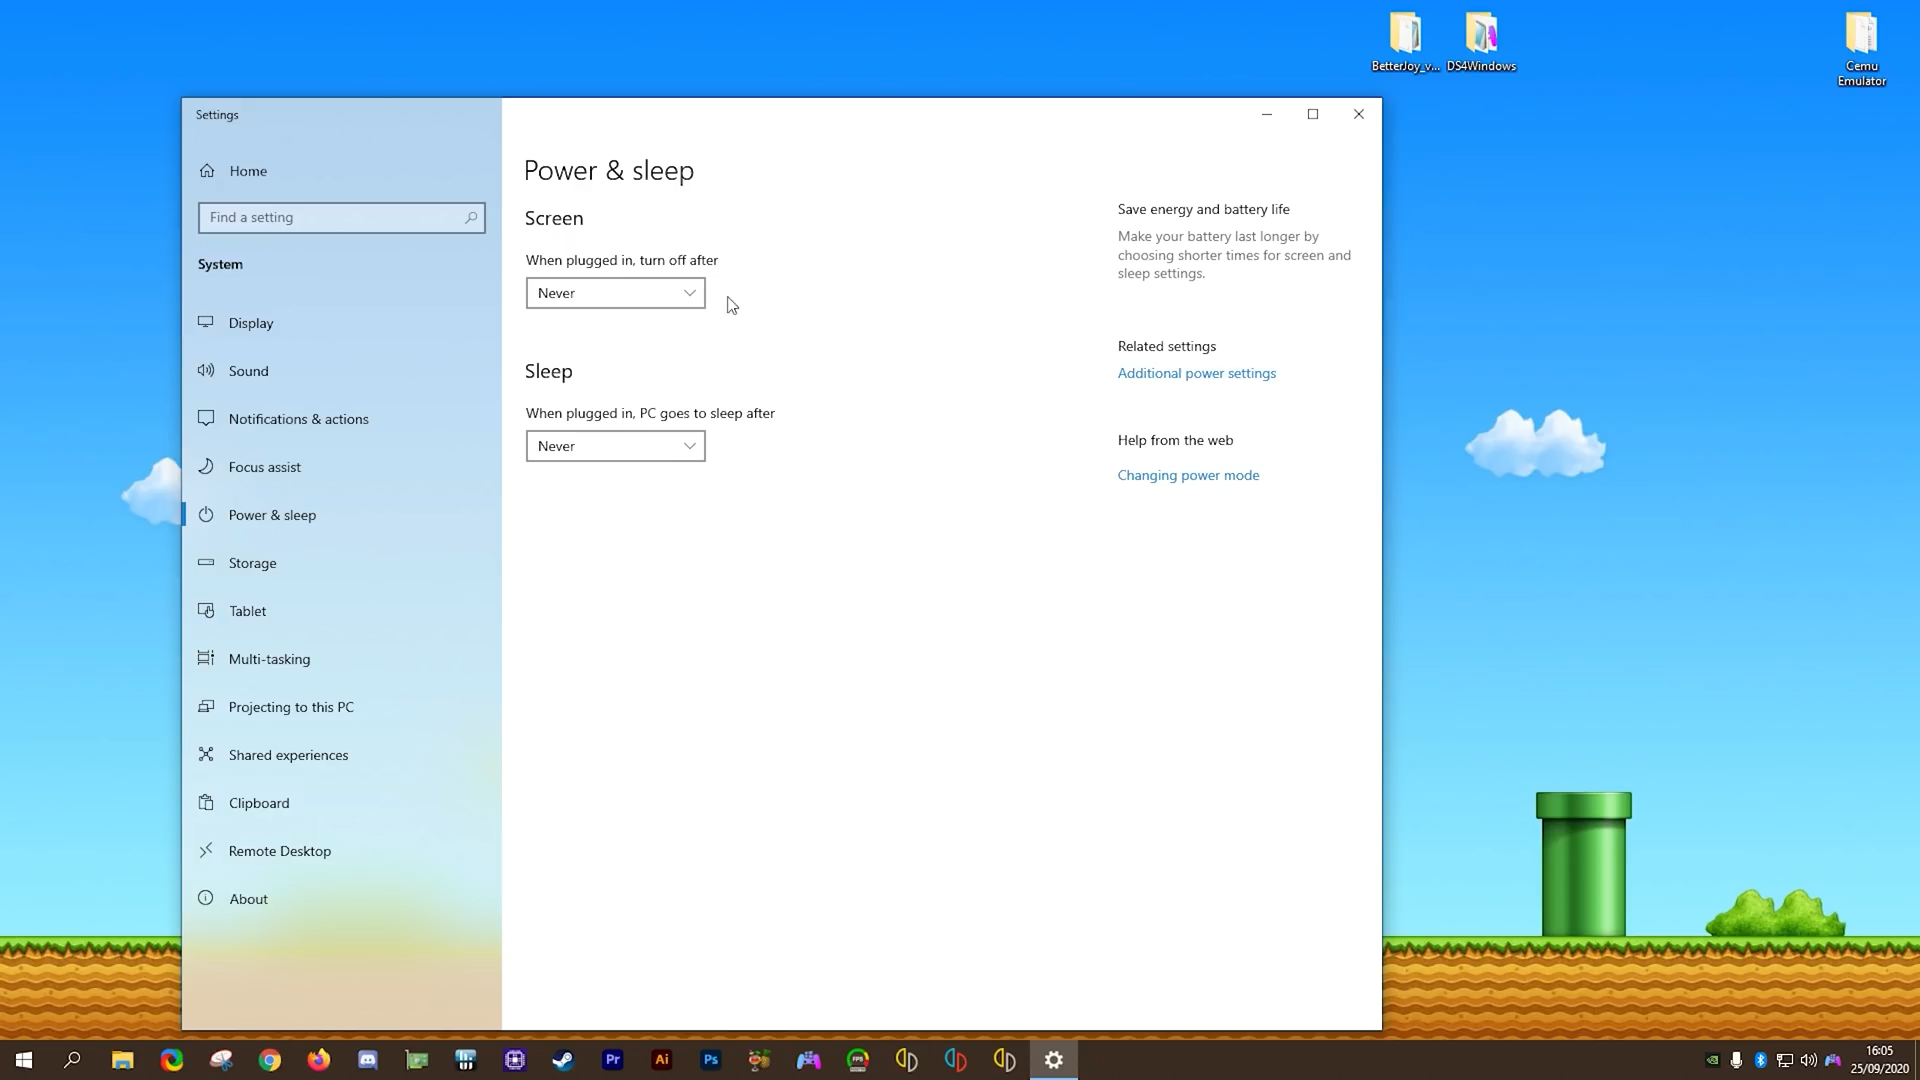 BetterJoy_v...
DS4Windows
Cemu
Emulator
Settings
Home
Find a setting
System
Display
Sound
Notifications & actions
Focus assist
Power & sleep
Storage
Tablet
Multi-tasking
Projecting to this PC
Shared experiences
Clipboard
Remote Desktop
About
Power & sleep
Screen
When plugged in, turn off after
Never
Sleep
When plugged in, PC goes to sleep after
Never
Save energy and battery life
Make your battery last longer by
choosing shorter times for screen and
sleep settings.
Related settings
Additional power settings
Help from the web
Changing power mode
Pr
Ai
Ps
FPS
16:05
25/09/2020